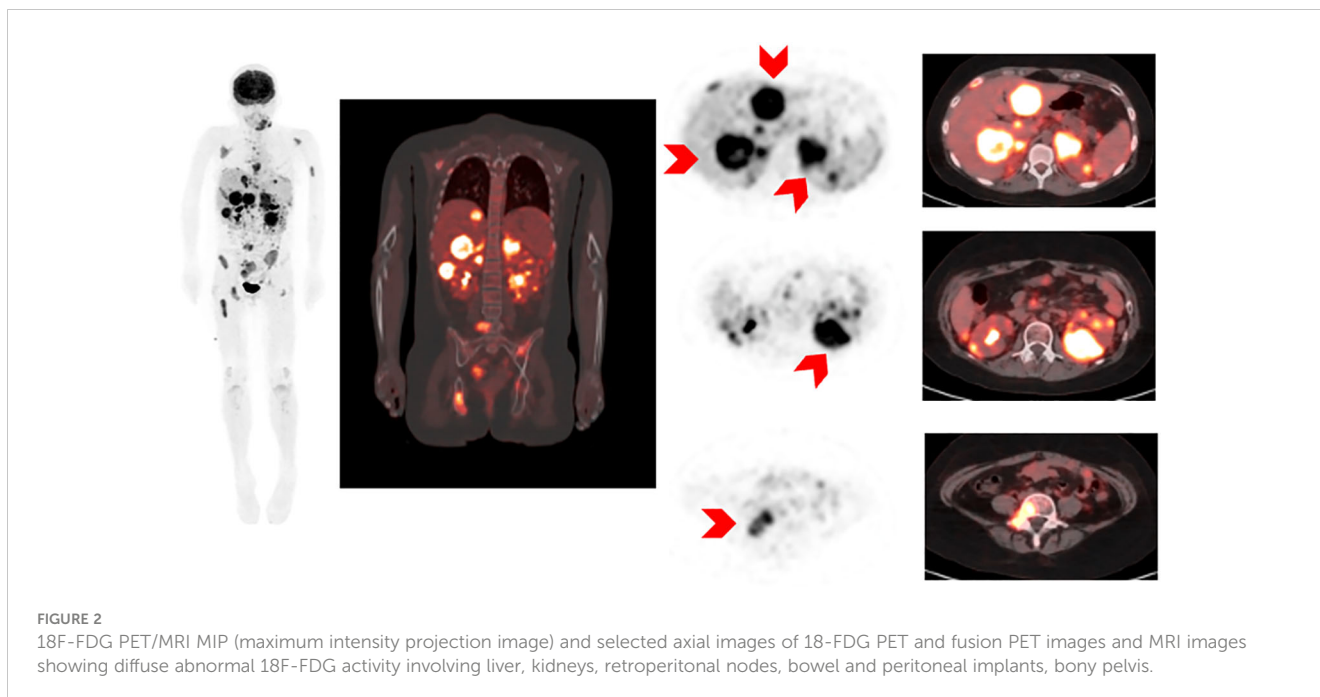 FIGURE 2
18F-FDG PET/MRI MIP (maximum intensity projection image) and selected axial images of 18-FDG PET and fusion PET images and MRI images
showing diffuse abnormal 18F-FDG activity involving liver, kidneys, retroperitonal nodes, bowel and peritoneal implants, bony pelvis.